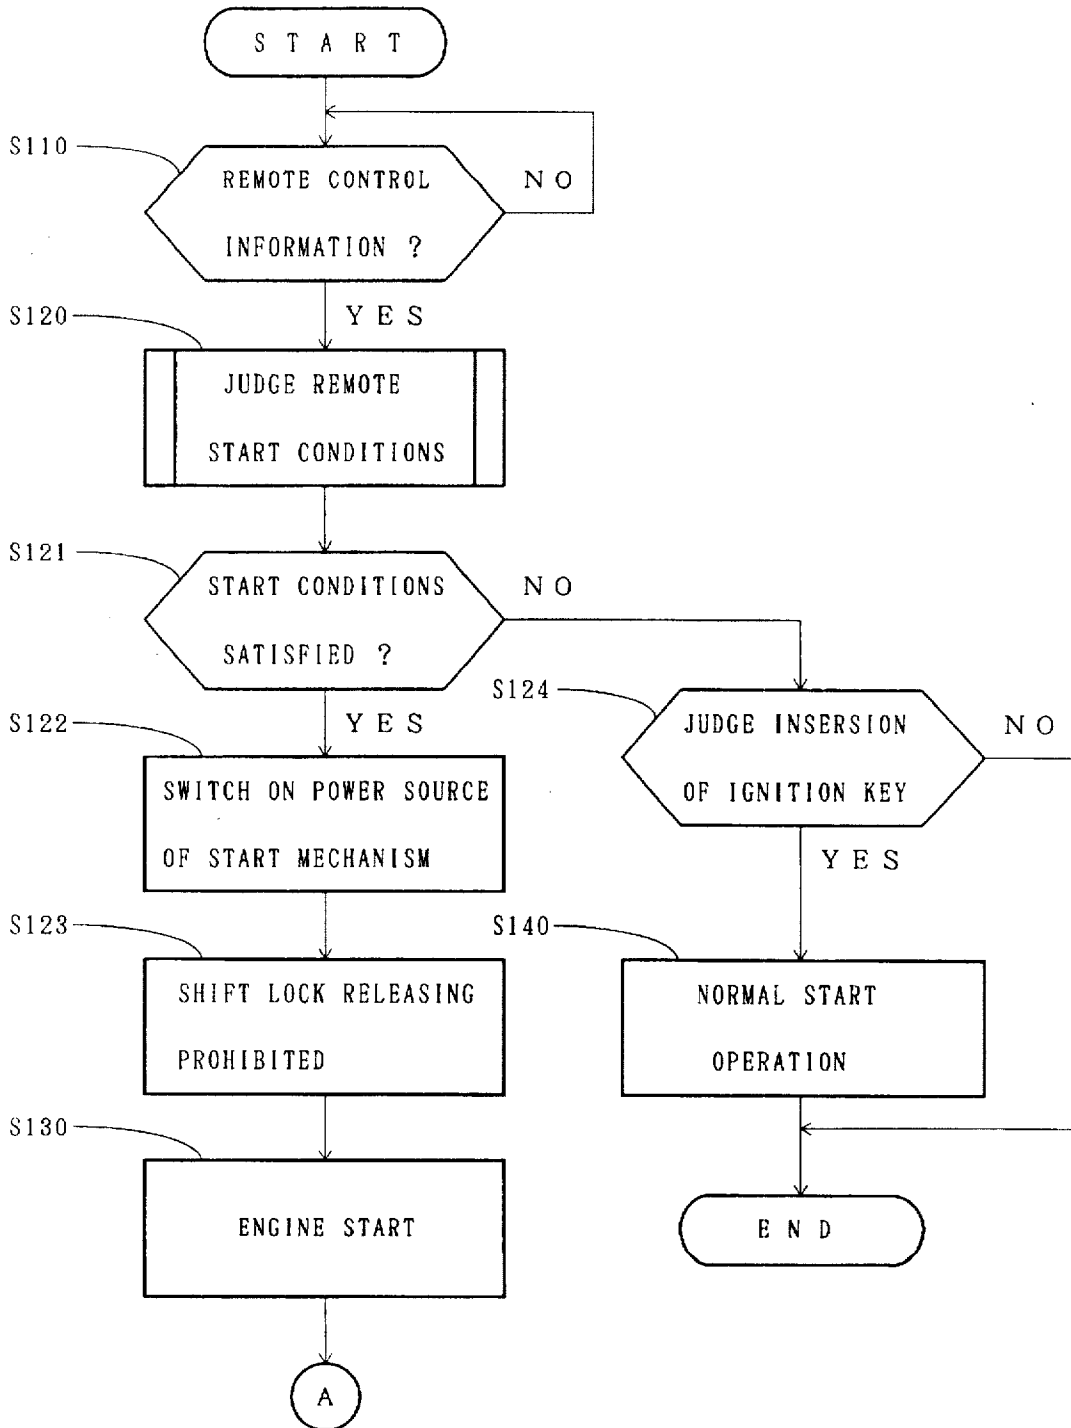 START
S110
REMOTE CONTROL
INFORMATION ?
NO
YES
S120
JUDGE REMOTE
START CONDITIONS
S121
START CONDITIONS
SATISFIED ?
NO
YES
S122
SWITCH ON POWER SOURCE
OF START MECHANISM
S123
SHIFT LOCK RELEASING
PROHIBITED
S130
ENGINE START
A
S124
JUDGE INSERSION
OF IGNITION KEY
NO
YES
S140
NORMAL START
OPERATION
END